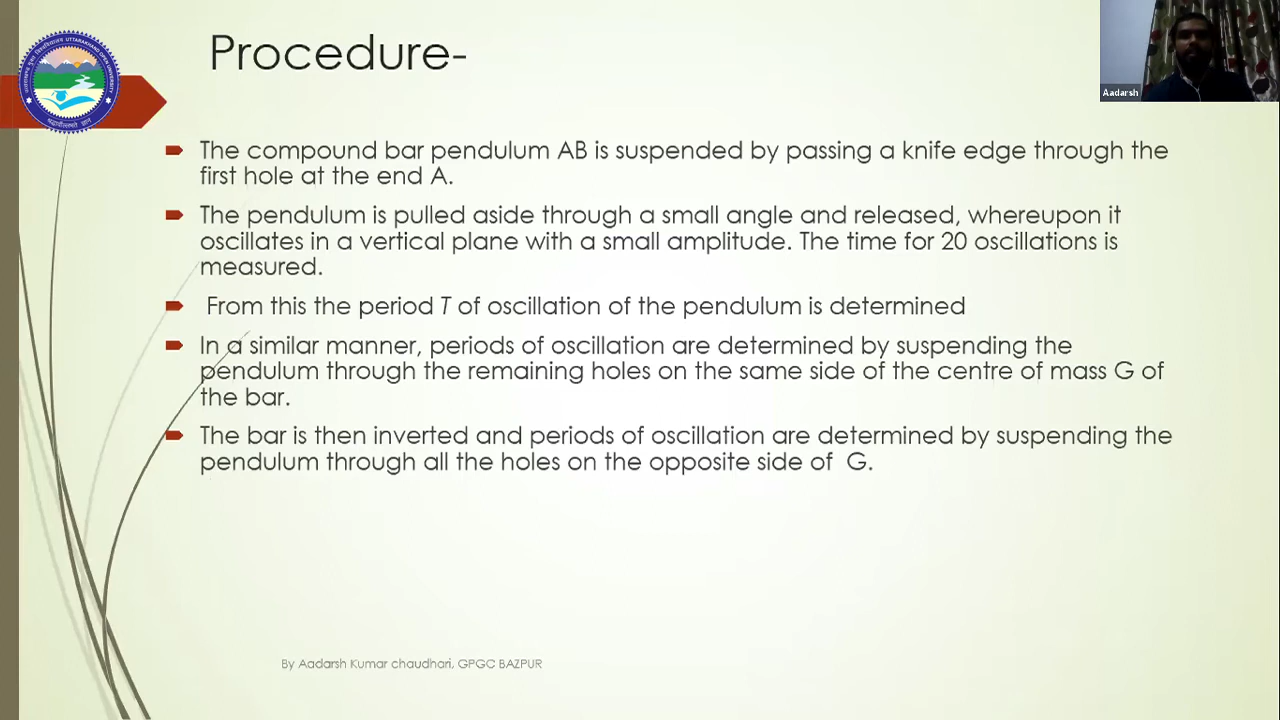 Procedure-
Aadarsh
The compound bar pendulum AB is suspended by passing a knife edge through the
first hole at the end A.
The pendulum is pulled aside through a small angle and released, whereupon it
oscillates in a vertical plane with a small amplitude. The time for 20 oscillations is
measured.
From this the period T of oscillation of the pendulum is determined
In a similar manner, periods of oscillation are determined by suspending the
pendulum through the remaining holes on the same side of the centre of mass G of
the bar.
The bar is then inverted and periods of oscillation are determined by suspending the
pendulum through all the holes on the opposite side of G.
By Aadarsh Kumar chaudhari, GPGC BAZPUR